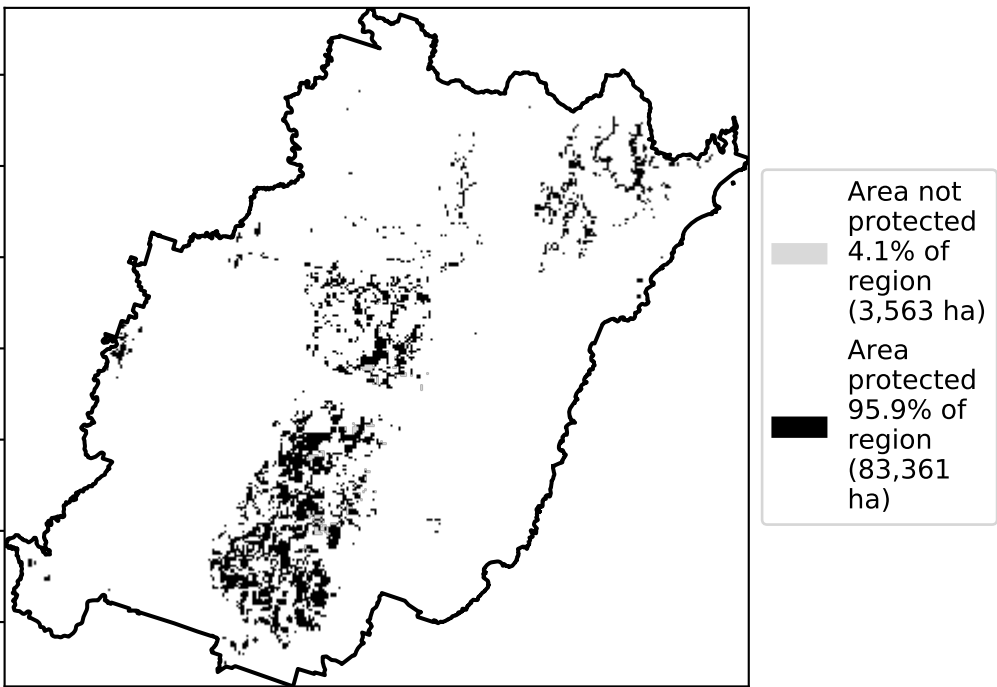 Area not
protected
4.1% of
region
(3,563 ha)
Area
protected
95.9% of
region
(83,361
ha)